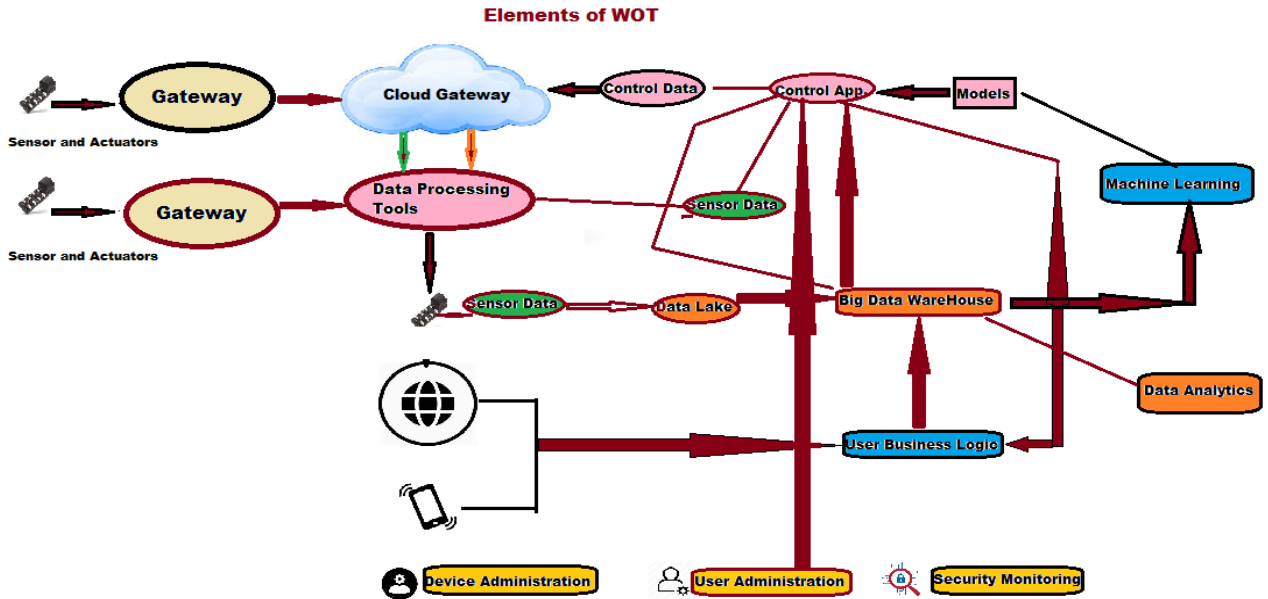 Elements of WOT
Gateway
Cloud Gateway
Control Data
Control App.
Models
Sensor and Actuators
Machine Learning
Gateway
Data Processing
Tools
Sensor Data
Sensor and Actuators
Sensor Data
Data Lake
Big Data WareHouse
Data Analytics
User Business Logic
Device Administration
User Administration
Security Monitoring